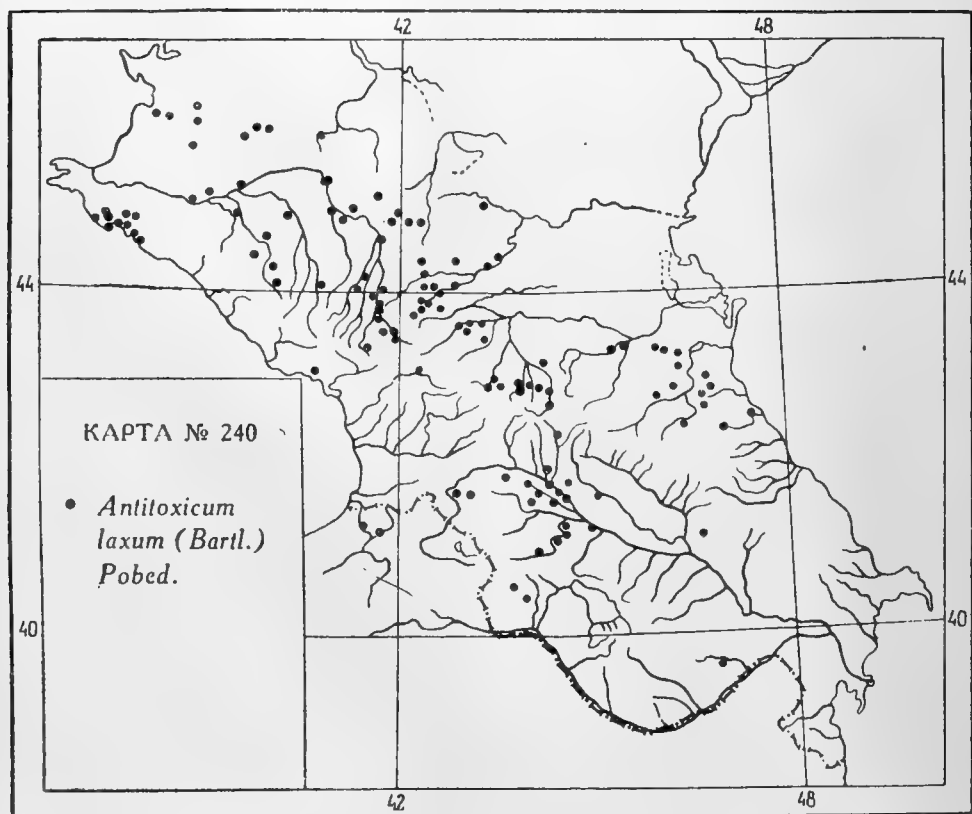 42 48
44 44
КАРТА № 240
● Antitoxicum
laxum (Bartl.)
Pobed.
40 40
42 48